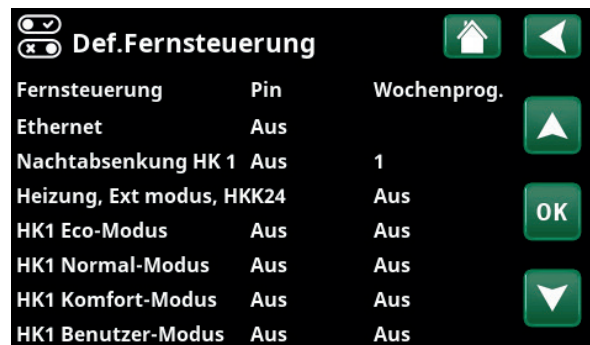 Def.Fernsteuerung
Fernsteuerung Pin Wochenprog.
Ethernet Aus
Nachtabsenkung HK 1 Aus 1
Heizung, Ext modus, HKK24 Aus
OK
HK1 Eco-Modus Aus Aus
HK1 Normal-Modus Aus Aus
HK1 Komfort-Modus Aus Aus
HK1 Benutzer-Modus Aus Aus